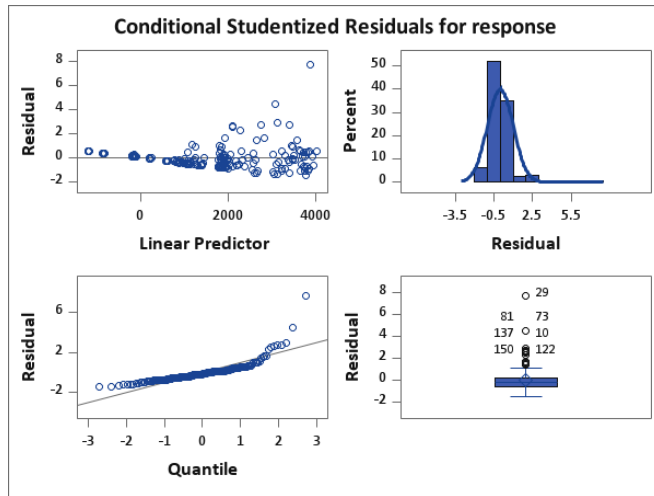 Conditional Studentized Residuals for response
8
6
4
2
0
-2
Residual
0 2000 4000
Linear Predictor
50
40
30
20
10
0
Percent
-3.5 -0.5 2.5 5.5
Residual
6
2
-2
Residual
-3 -2 -1 0 1 2 3
Quantile
8
6
4
2
0
-2
Residual
29
81 73
137 10
150 122